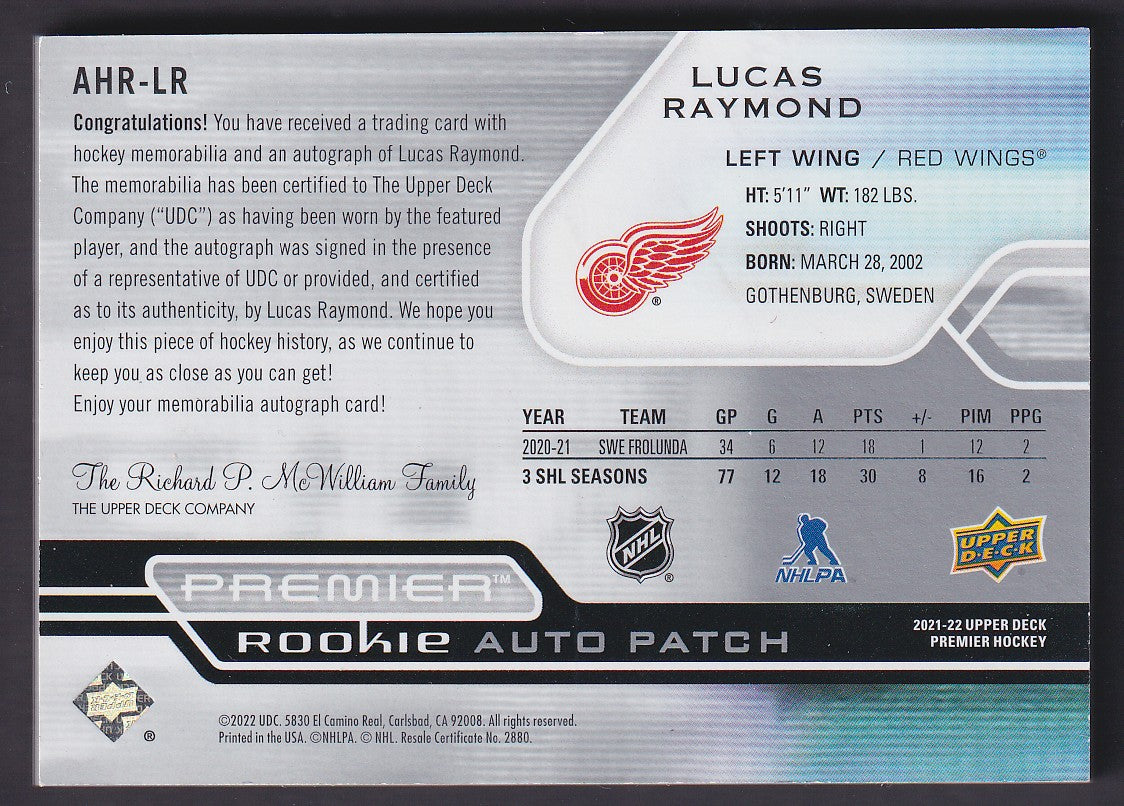 AHR-LR
Congratulations! You have received a trading card with
hockey memorabilia and an autograph of Lucas Raymond.
The memorabilia has been certified to The Upper Deck
Company (“UDC”) as having been worn by the featured
player, and the autograph was signed in the presence
of a representative of UDC or provided, and certified
as to its authenticity, by Lucas Raymond. We hope you
enjoy this piece of hockey history, as we continue to
keep you as close as you can get!
Enjoy your memorabilia autograph card!
The Richard P. McWilliam Family
THE UPPER DECK COMPANY
LUCAS
RAYMOND
LEFT WING / RED WINGS®
HT: 5'11" WT: 182 LBS.
SHOOTS: RIGHT
BORN: MARCH 28, 2002
GOTHENBURG, SWEDEN
®
YEAR TEAM GP G A PTS +/- PIM PPG
2020-21 SWE FROLUNDA 34 6 12 18 1 12 2
3 SHL SEASONS 77 12 18 30 8 16 2
NHL ®
NHLPA
UPPER
D·E·C·K
PREMIER™
ROOKIE AUTO PATCH
2021-22 UPPER DECK
PREMIER HOCKEY
®
©2022 UDC. 5830 El Camino Real, Carlsbad, CA 92008. All rights reserved.
Printed in the USA. ©NHLPA. © NHL. Resale Certificate No. 2880.